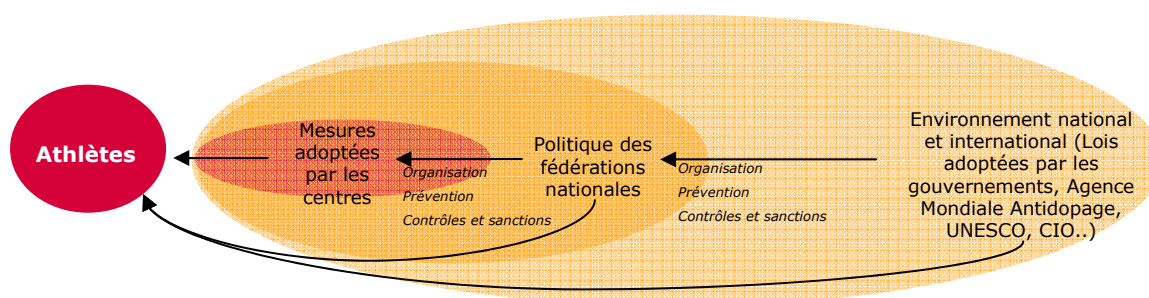 Athlètes
Mesures
adoptées
par les
centres
Organisation
Prévention
Contrôles et sanctions
Politique des
fédérations
nationales
Organisation
Prévention
Contrôles et sanctions
Environnement national
et international (Lois
adoptées par les
gouvernements, Agence
Mondiale Antidopage,
UNESCO, CIO..)